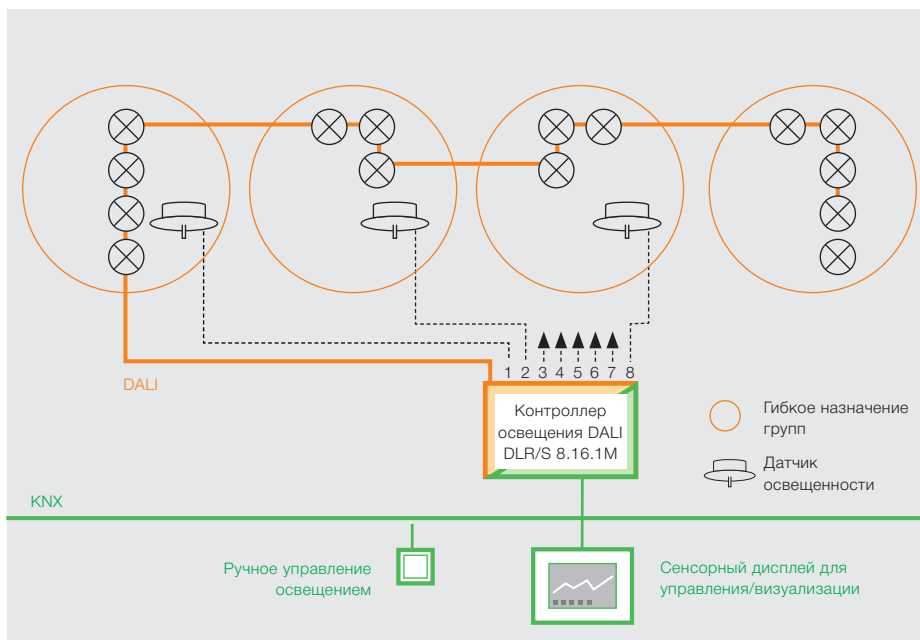 1 2 3 4 5 6 7 8
DALI
Контроллер
освещения DALI
DLR/S 8.16.1M
Гибкое назначение
групп
Датчик
освещенности
KNX
Ручное управление
освещением
Сенсорный дисплей для
управления/визуализации